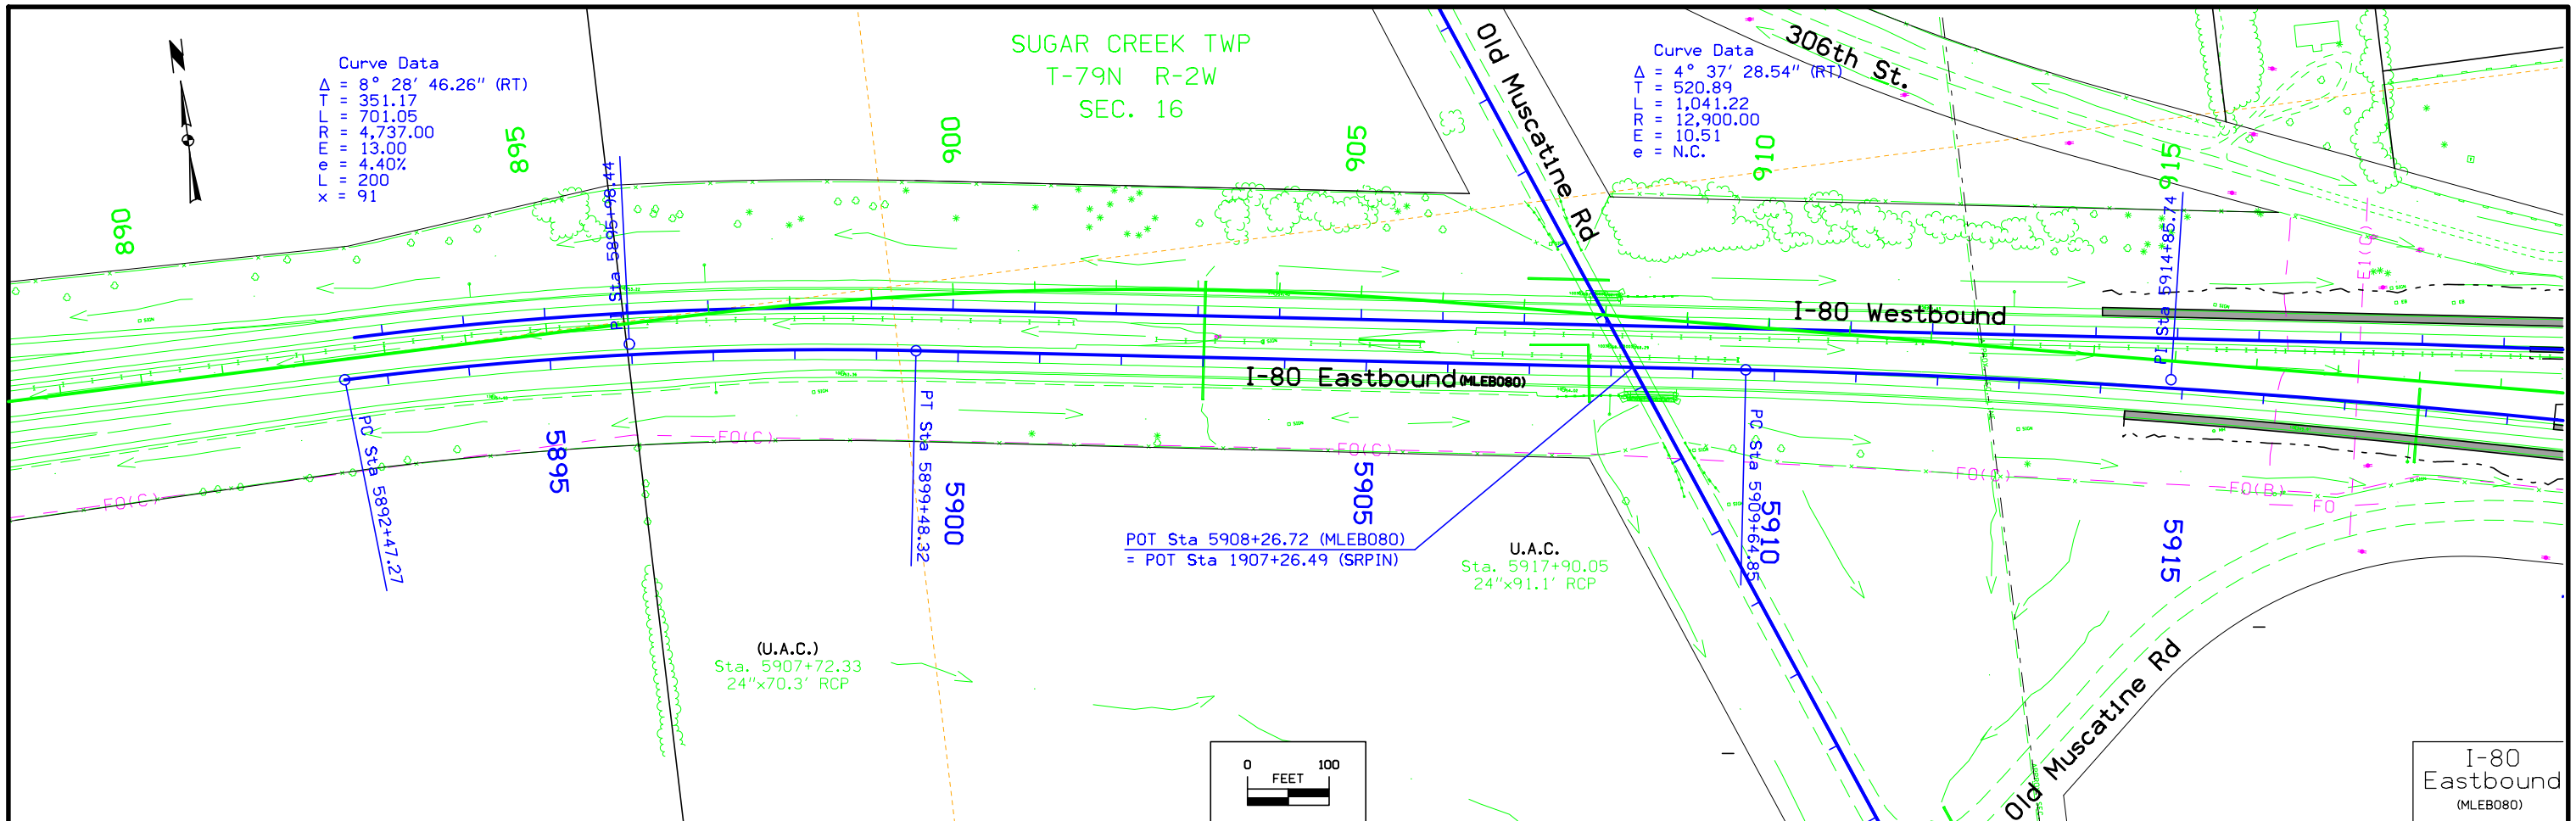 SUGAR CREEK TWP
T-79N R-2W
SEC. 16
Curve Data
Δ = 8° 28' 46.26" (RT)
T = 351.17
L = 701.05
R = 4,737.00
E = 13.00
e = 4.40%
L = 200
x = 91
Curve Data
Δ = 4° 37' 28.54" (RT)
T = 520.89
L = 1,041.22
R = 12,900.00
E = 10.51
e = N.C.
Old Muscatine Rd
306th St.
890
895
900
905
910
915
PI Sta 5895+98.44
PI Sta 5914+85.74
E1(C)
I-80 Westbound
I-80 Eastbound (MLEB080)
PC Sta 5892+47.27
PT Sta 5899+48.32
PC Sta 5909+64.85
5895
5900
5905
5910
5915
FO(C)
FO(C)
FO(C)
FO(C)
FO(B)
FO
POT Sta 5908+26.72 (MLEB080)
= POT Sta 1907+26.49 (SRPIN)
U.A.C.
Sta. 5917+90.05
24"x91.1' RCP
(U.A.C.)
Sta. 5907+72.33
24"x70.3' RCP
Old Muscatine Rd
0 100
FEET
I-80
Eastbound
(MLEB080)